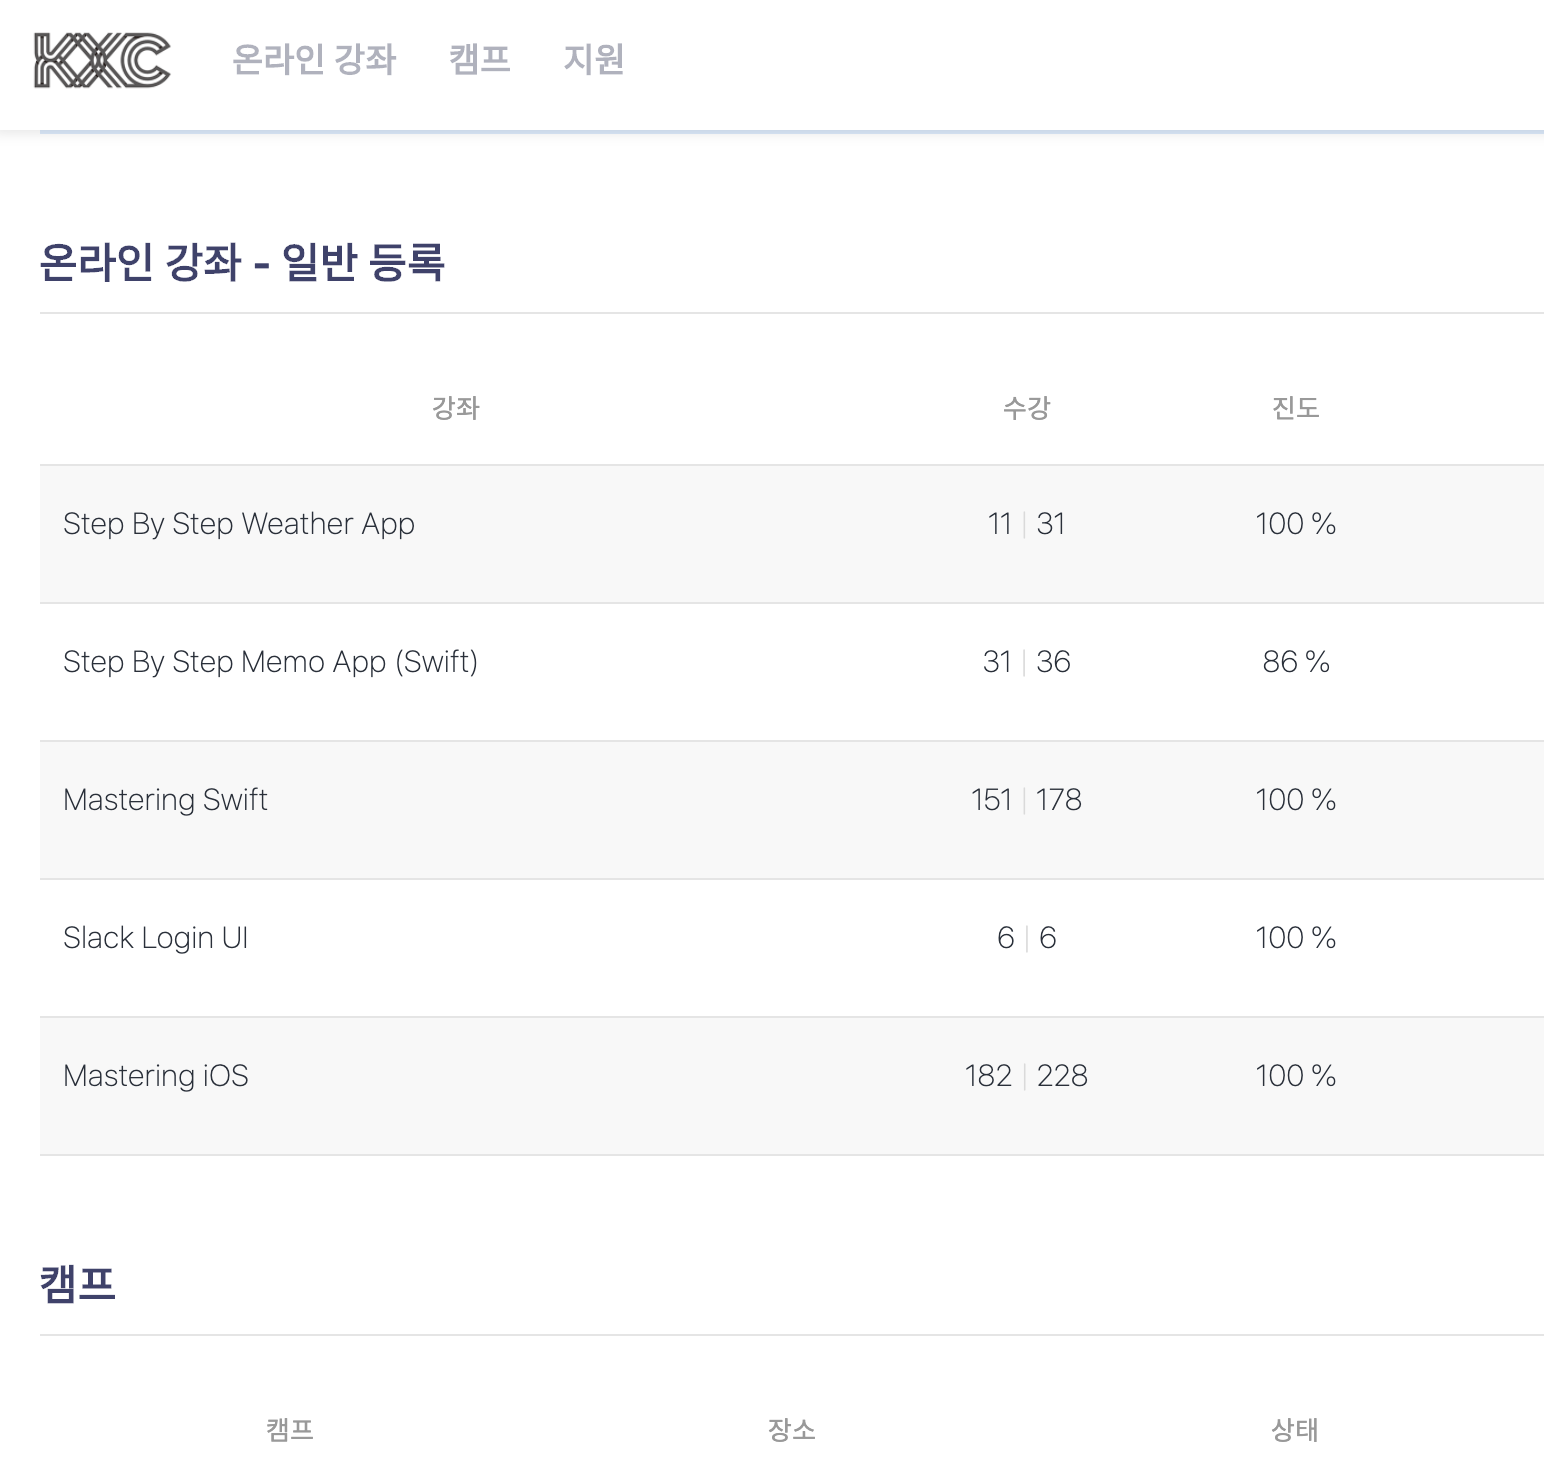 KXC 온라인 강좌 캠프 지원
온라인 강좌 - 일반 등록
강좌 수강 진도
Step By Step Weather App 11 | 31 100 %
Step By Step Memo App (Swift) 31 | 36 86 %
Mastering Swift 151 | 178 100 %
Slack Login UI 6 | 6 100 %
Mastering iOS 182 | 228 100 %
캠프
캠프 장소 상태